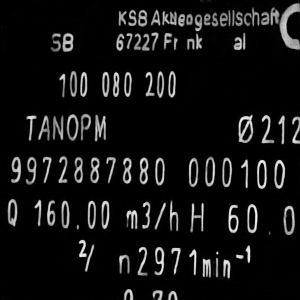 KSB Aktiengesellschaft
SB 67227 Fr nk al
100 080 200
TANOPM Ø212
9972887880 000100
Q 160.00 m3/h H 60.0
2/ n2971min⁻¹